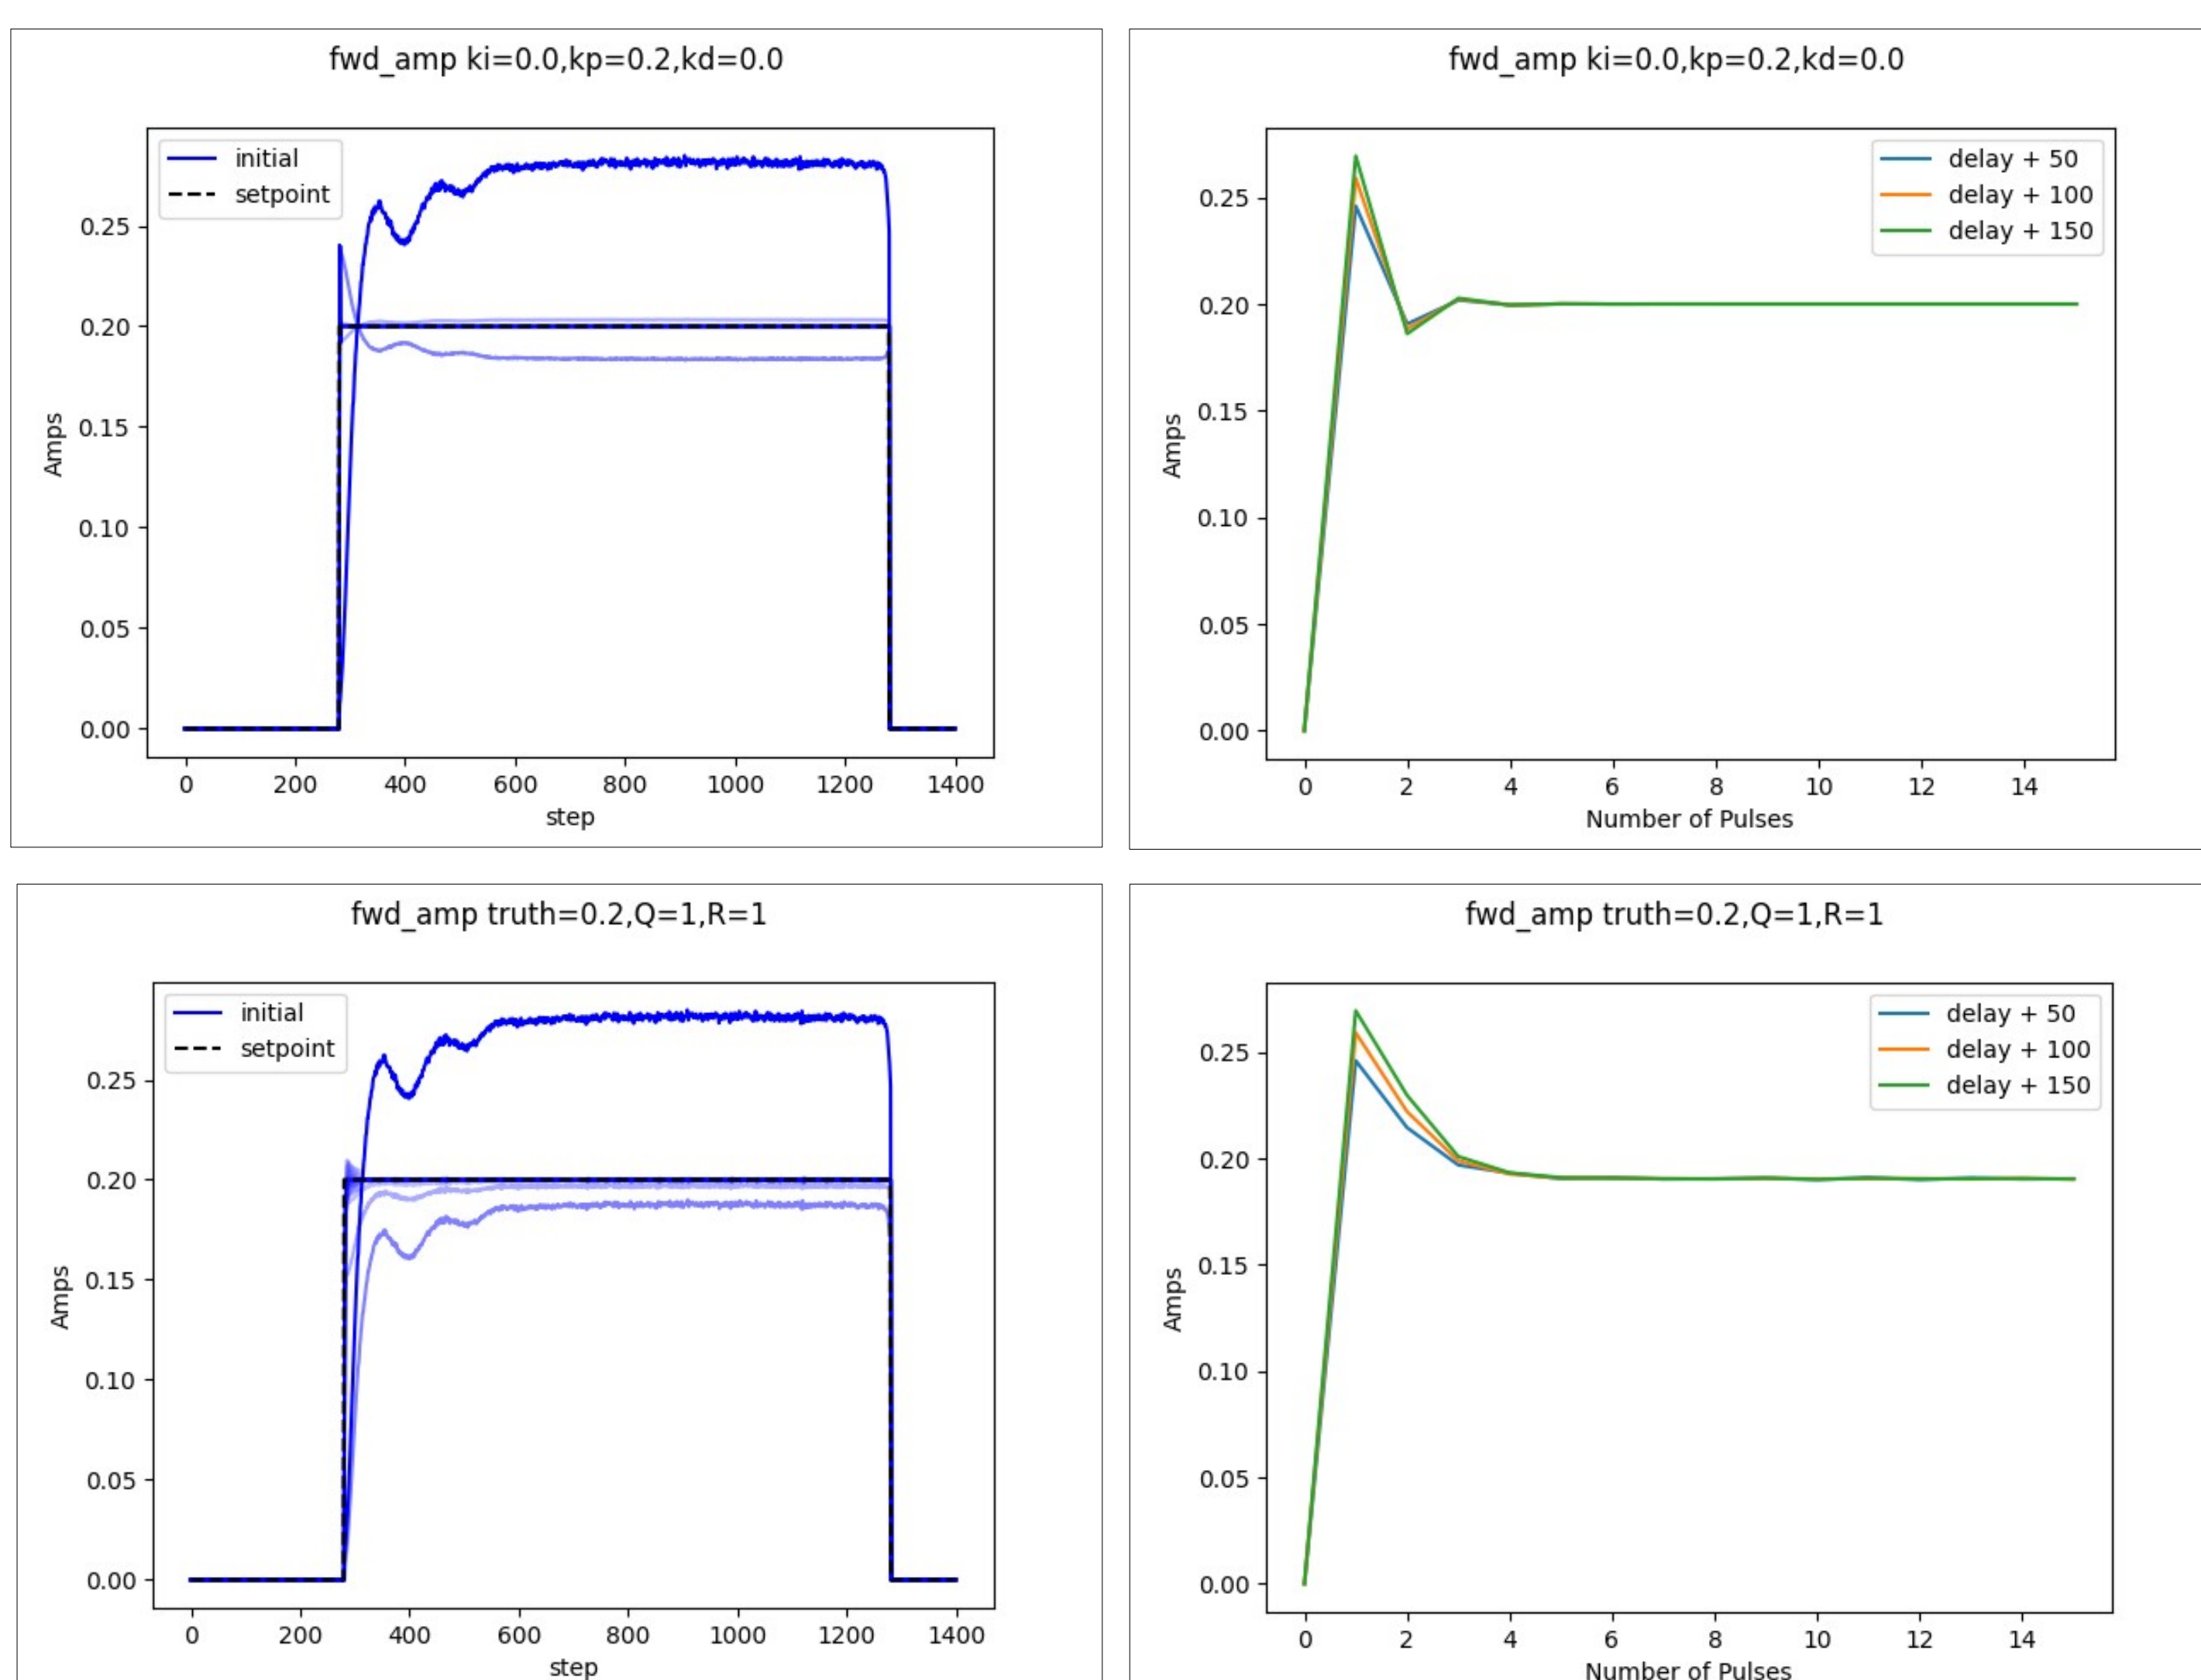 fwd_amp ki=0.0,kp=0.2,kd=0.0
initial
setpoint
0.25
0.20
0.15
0.10
0.05
0.00
Amps
0 200 400 600 800 1000 1200 1400
step
fwd_amp ki=0.0,kp=0.2,kd=0.0
delay + 50
delay + 100
delay + 150
0.25
0.20
0.15
0.10
0.05
0.00
Amps
0 2 4 6 8 10 12 14
Number of Pulses
fwd_amp truth=0.2,Q=1,R=1
initial
setpoint
0.25
0.20
0.15
0.10
0.05
0.00
Amps
0 200 400 600 800 1000 1200 1400
step
fwd_amp truth=0.2,Q=1,R=1
delay + 50
delay + 100
delay + 150
0.25
0.20
0.15
0.10
0.05
0.00
Amps
0 2 4 6 8 10 12 14
Number of Pulses